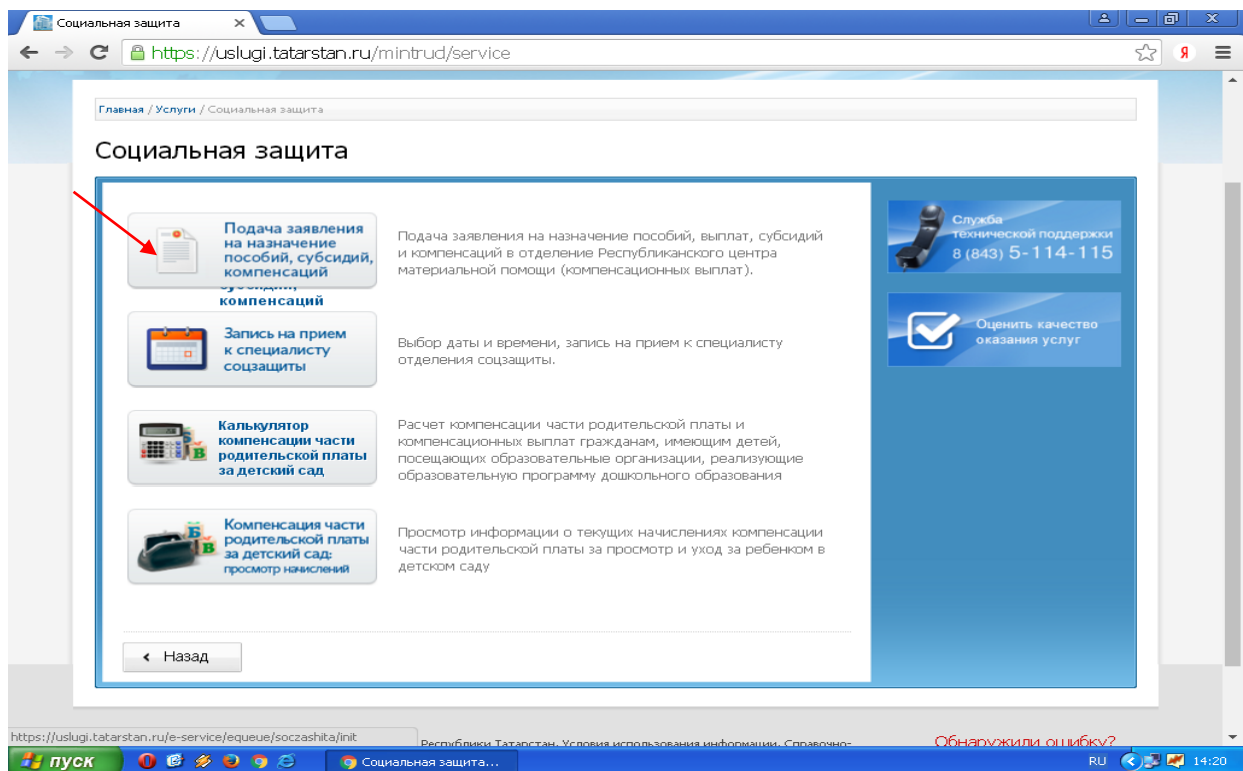 Социальная защита
https://uslugi.tatarstan.ru/mintrud/service
Я
Главная / Услуги / Социальная защита
Социальная защита
Подача заявления
на назначение
пособий, субсидий,
компенсаций
компенсаций
Подача заявления на назначение пособий, выплат, субсидий
и компенсаций в отделение Республиканского центра
материальной помощи (компенсационных выплат).
Запись на прием
к специалисту
соцзащиты
Выбор даты и времени, запись на прием к специалисту
отделения соцзащиты.
Калькулятор
компенсации части
родительской платы
за детский сад
Расчет компенсации части родительской платы и
компенсационных выплат гражданам, имеющим детей,
посещающих образовательные организации, реализующие
образовательную программу дошкольного образования
Компенсация части
родительской платы
за детский сад:
просмотр начислений
Просмотр информации о текущих начислениях компенсации
части родительской платы за просмотр и уход за ребенком в
детском саду
Назад
Служба
технической поддержки
8 (843) 5-114-115
Оценить качество
оказания услуг
https://uslugi.tatarstan.ru/e-service/equeue/soczashita/init
Республики Татарстан. Условия использования информации. Справочно-
Обнаружили ошибку?
пуск
Социальная защита...
RU
14:20